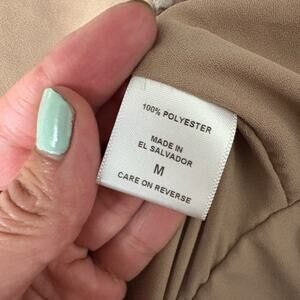 100% POLYESTER
MADE IN
EL SALVADOR
M
CARE ON REVERSE